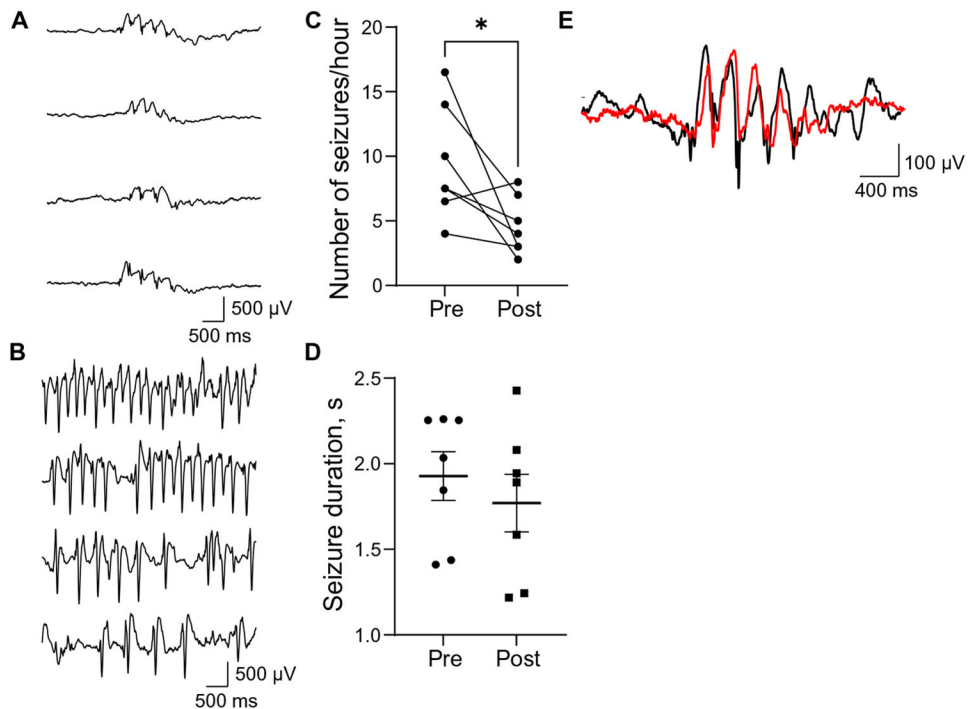 A
500 µV
500 ms
B
500 µV
500 ms
C
Number of seizures/hour
20
15
10
5
0
*
Pre
Post
D
Seizure duration, s
2.5
2.0
1.5
1.0
Pre
Post
E
100 µV
400 ms